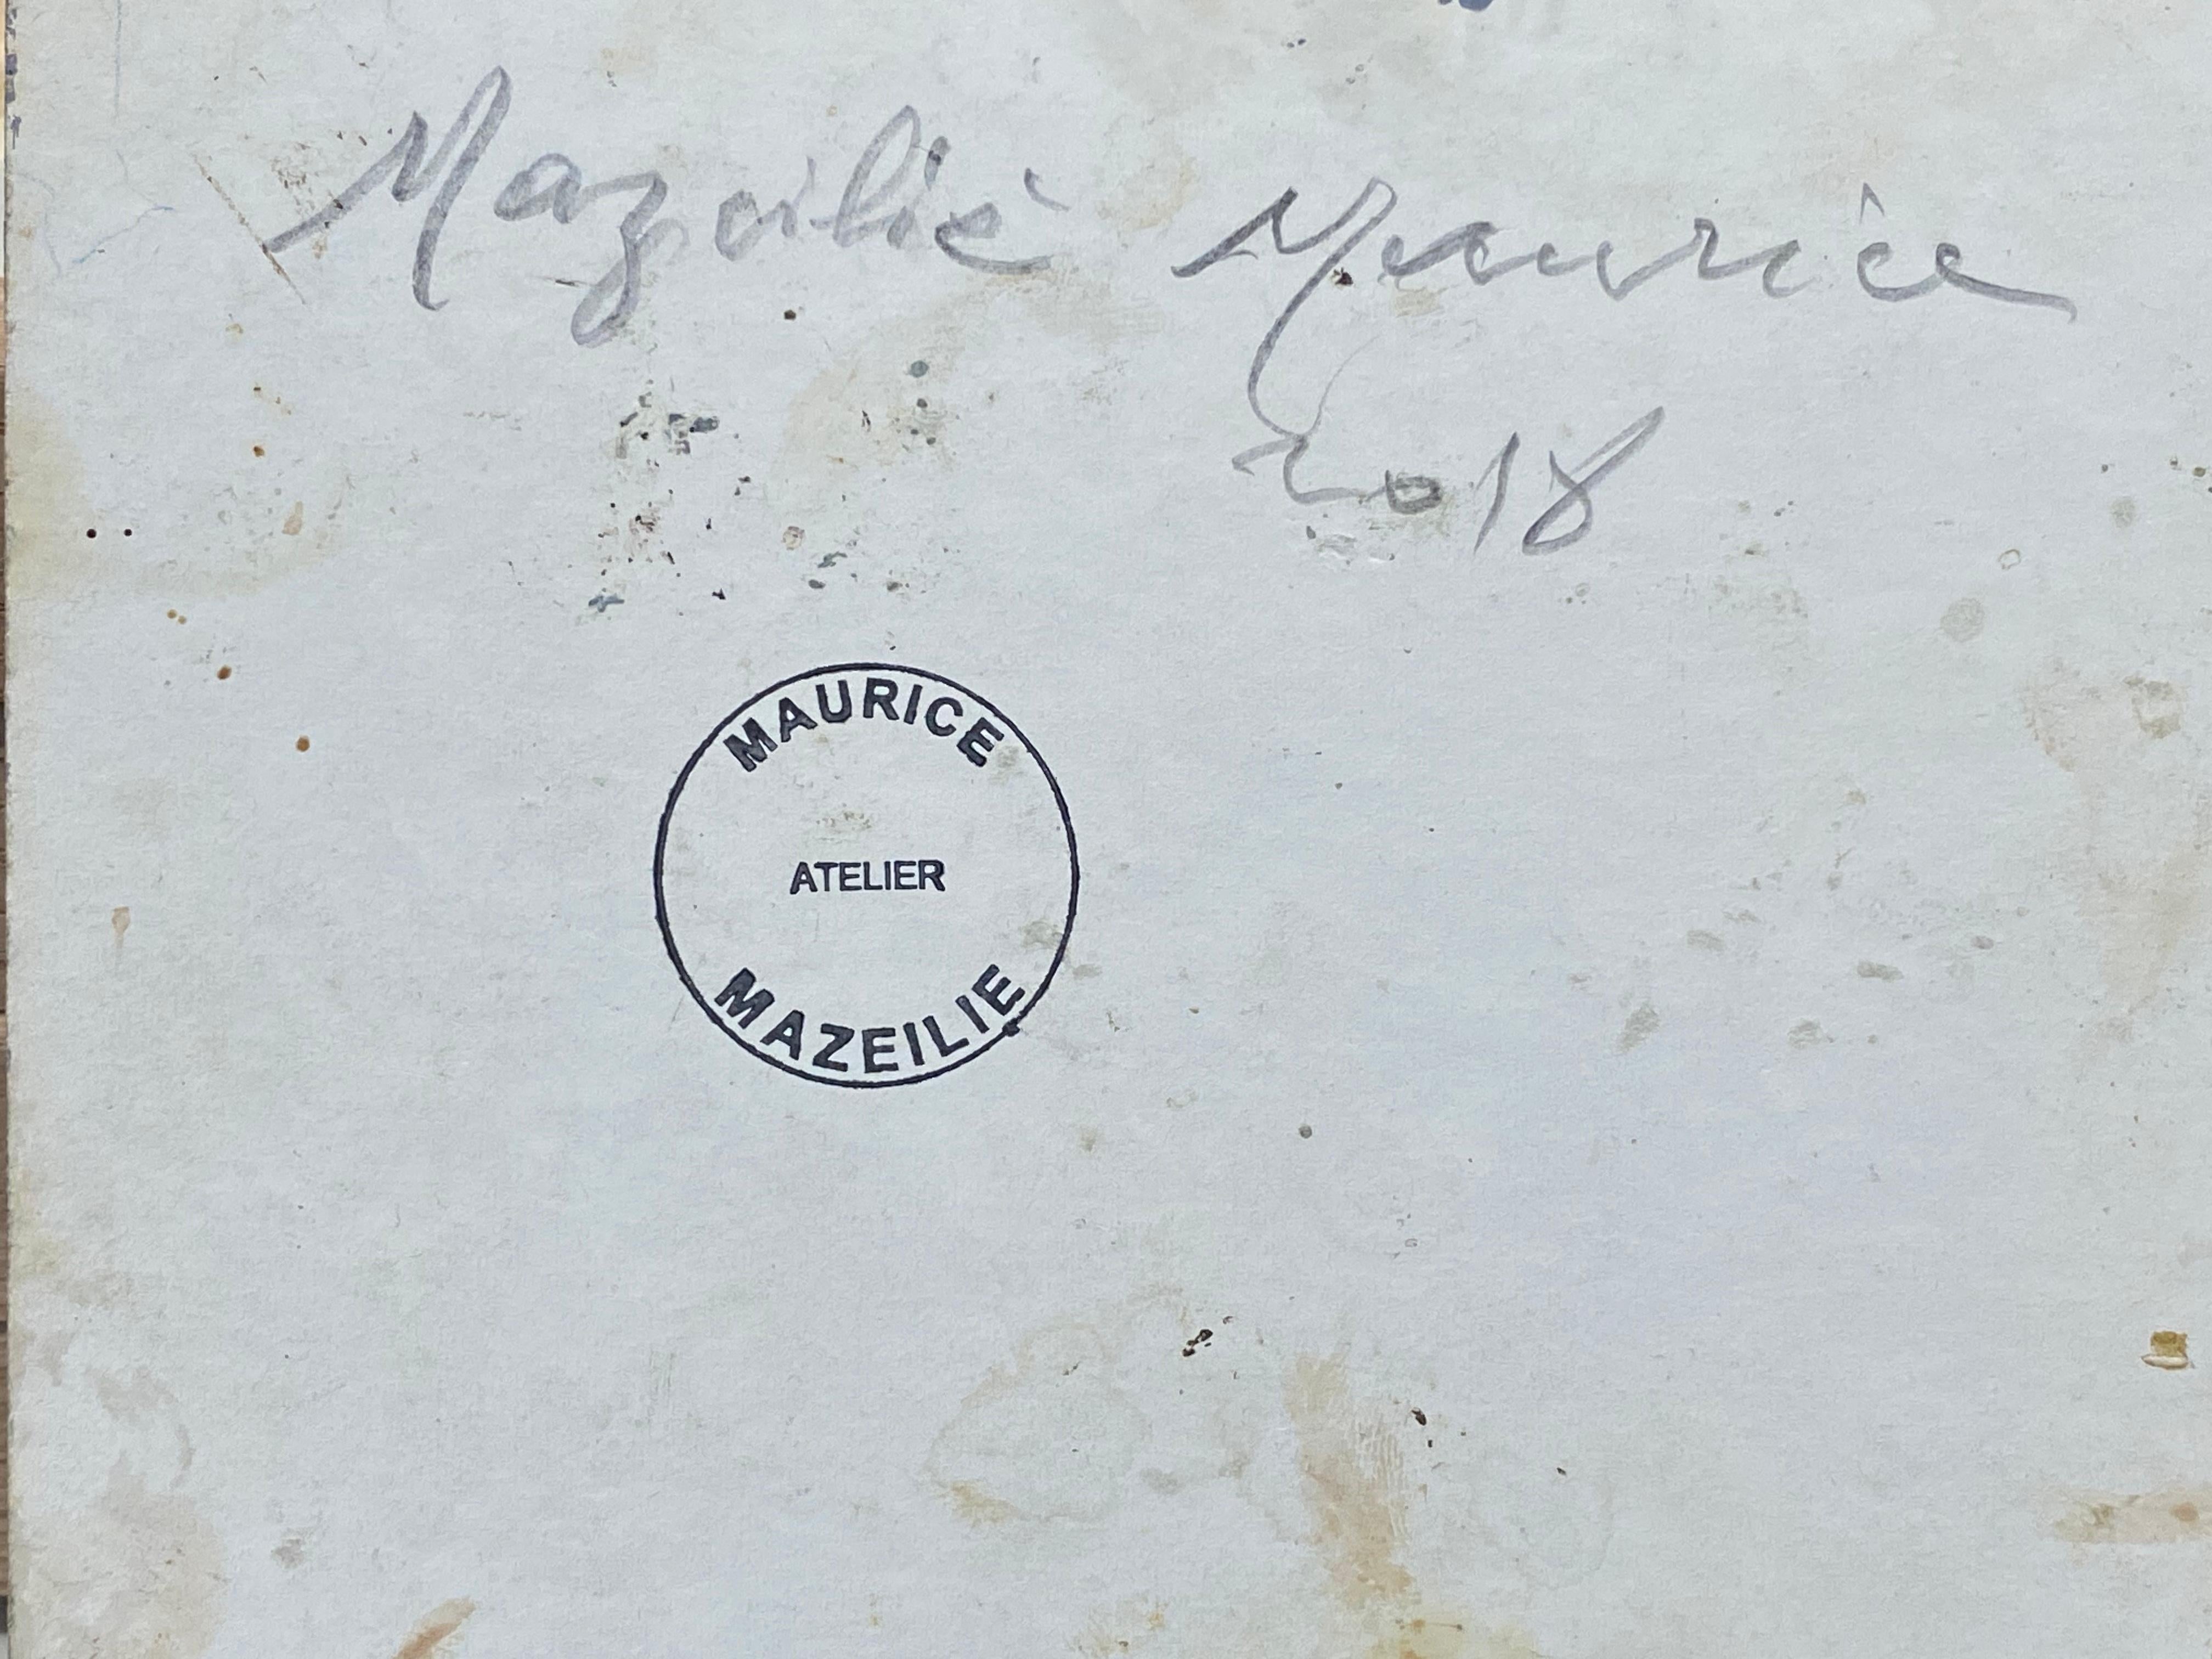 Mazeilié Maurice
2018
MAURICE
ATELIER
MAZEILIE